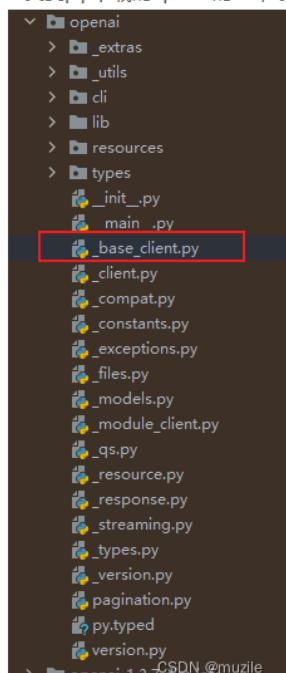 openai
_extras
_utils
cli
lib
resources
types
__init__.py
__main__.py
_base_client.py
_client.py
_compat.py
_constants.py
_exceptions.py
_files.py
_models.py
_module_client.py
_qs.py
_resource.py
_response.py
_streaming.py
_types.py
_version.py
pagination.py
py.typed
version.py
CSDN @muzile